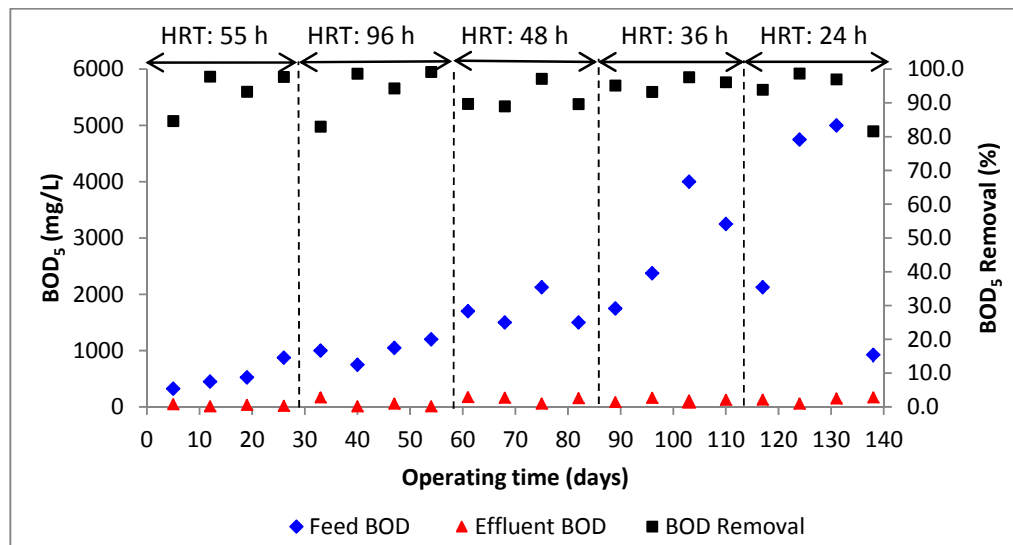 HRT: 55 h HRT: 96 h HRT: 48 h HRT: 36 h HRT: 24 h
6000 100.0
90.0
5000
80.0
70.0
4000
60.0
3000 50.0
40.0
2000
30.0
20.0
1000
10.0
0 0.0
BOD5 (mg/L)
BOD5 Removal (%)
0 10 20 30 40 50 60 70 80 90 100 110 120 130 140
Operating time (days)
Feed BOD Effluent BOD BOD Removal